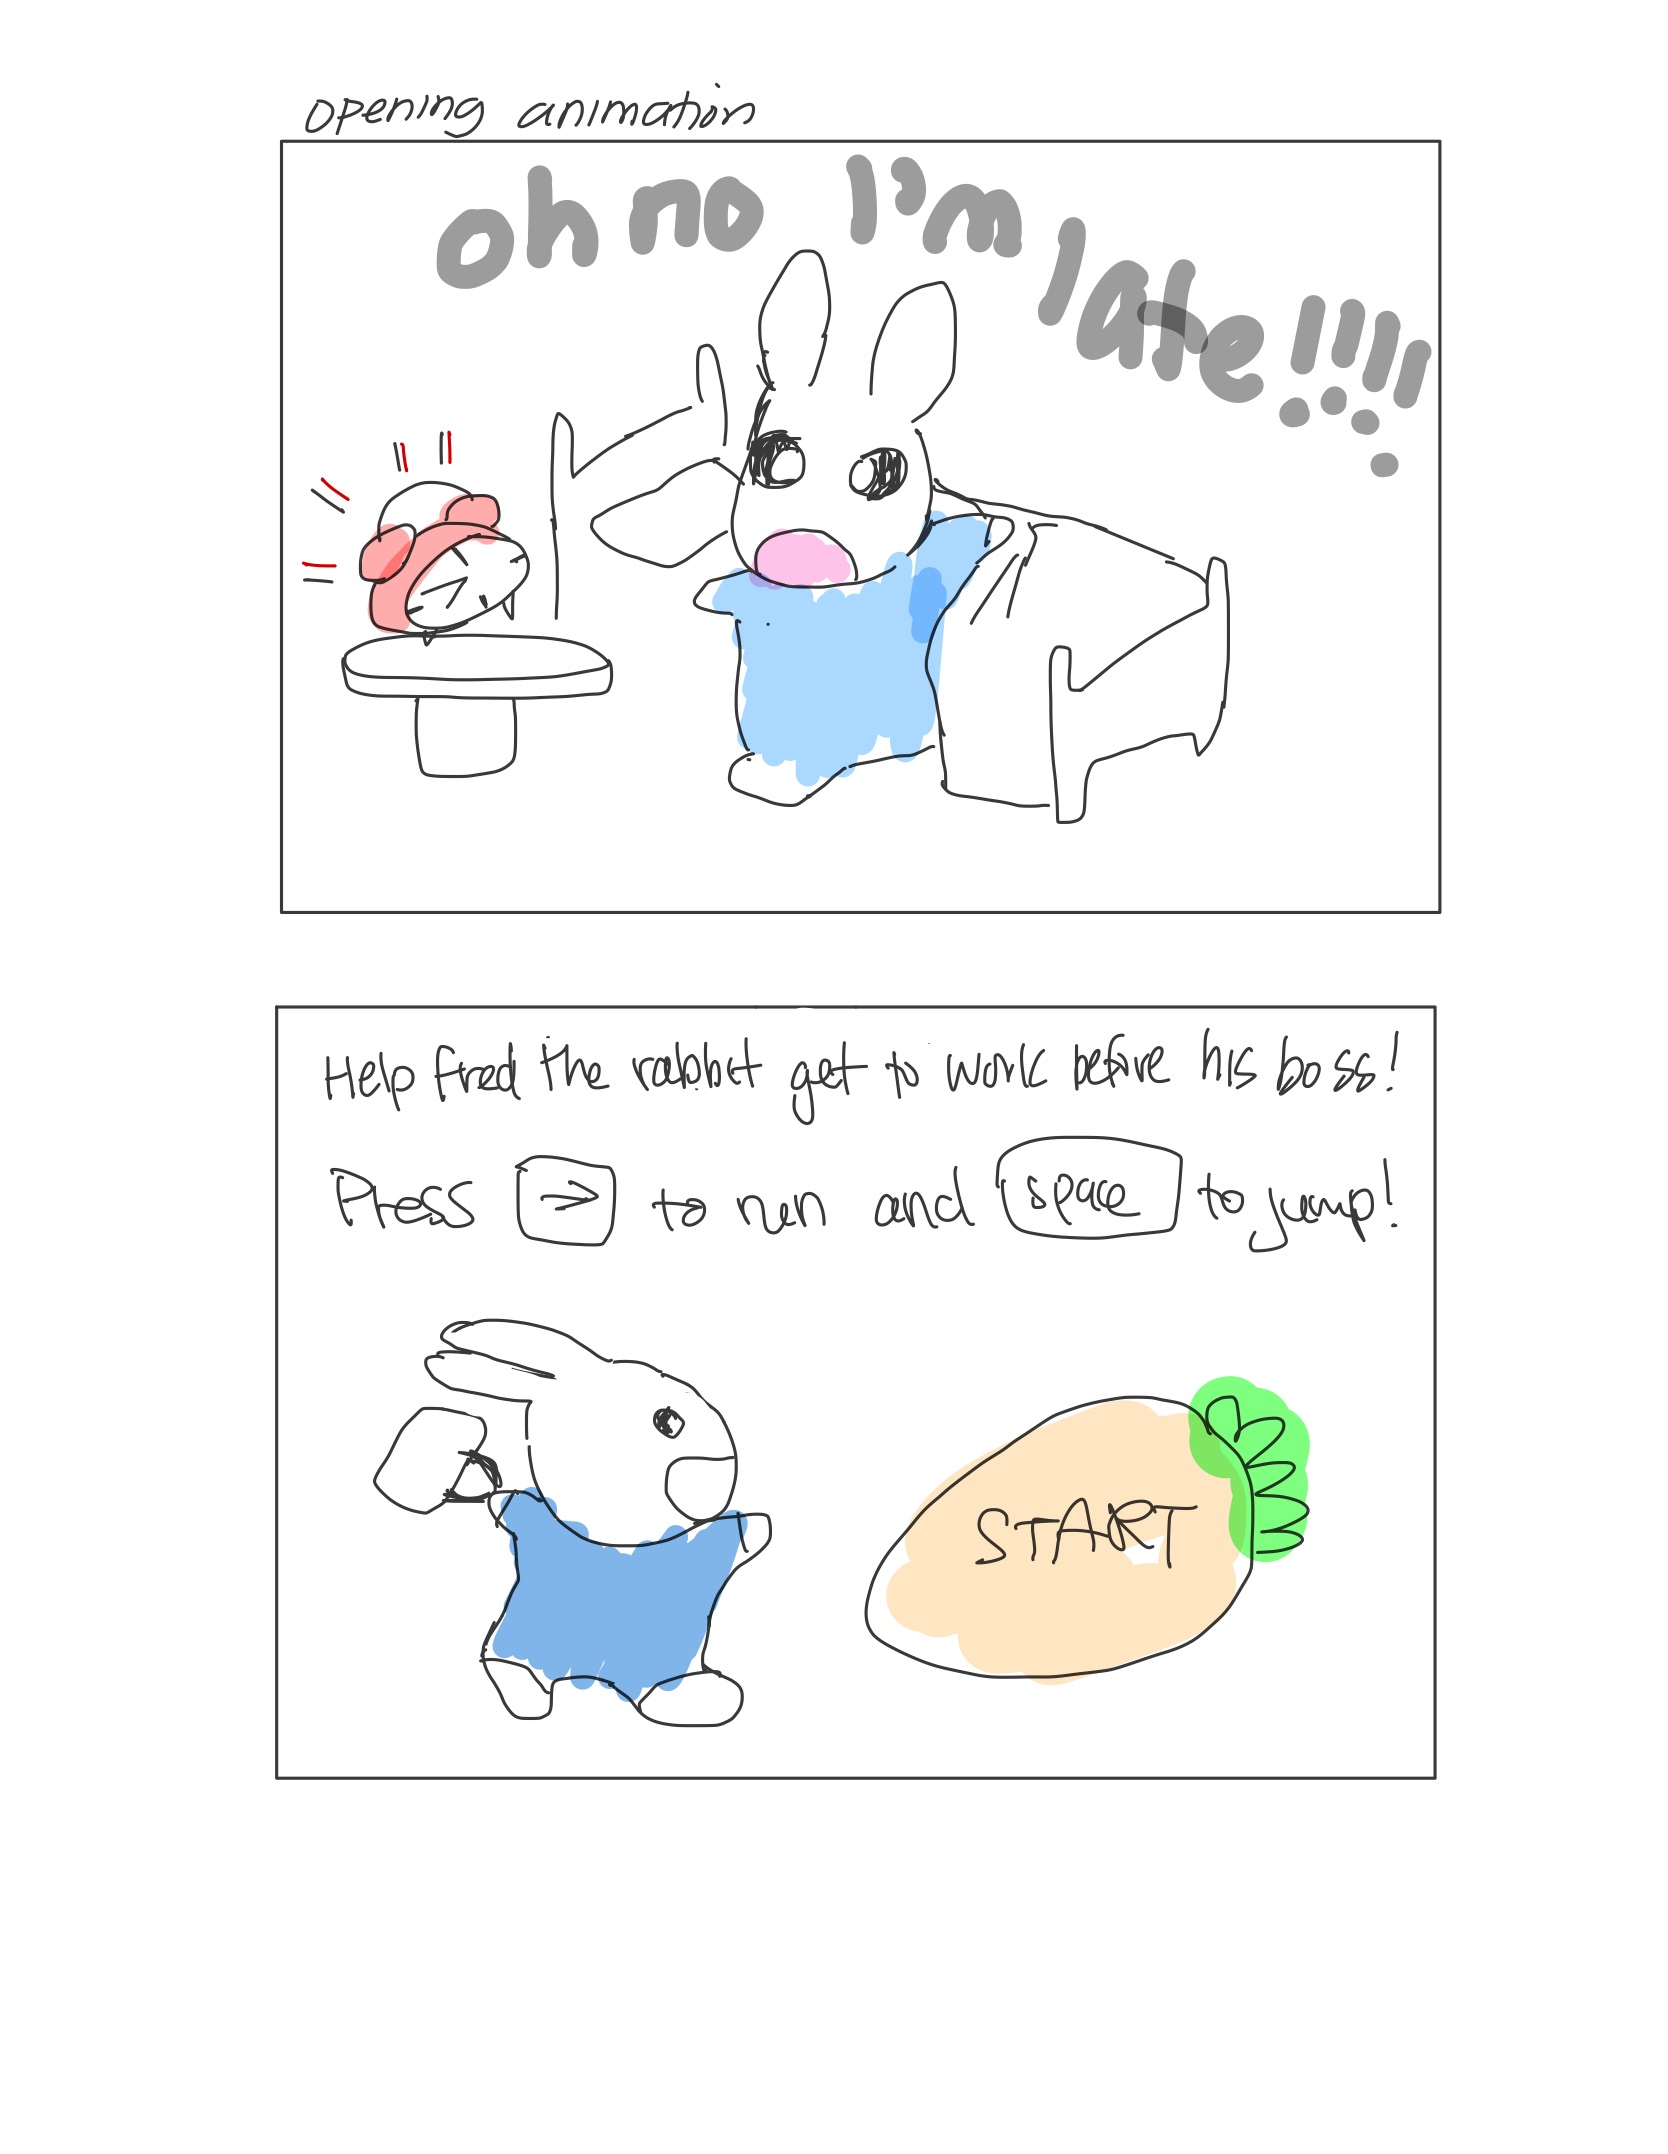 opening animation
oh no I'm late!!!!
Help fred the rabbit get to work before his boss!
Press → to run and space to jump!
START